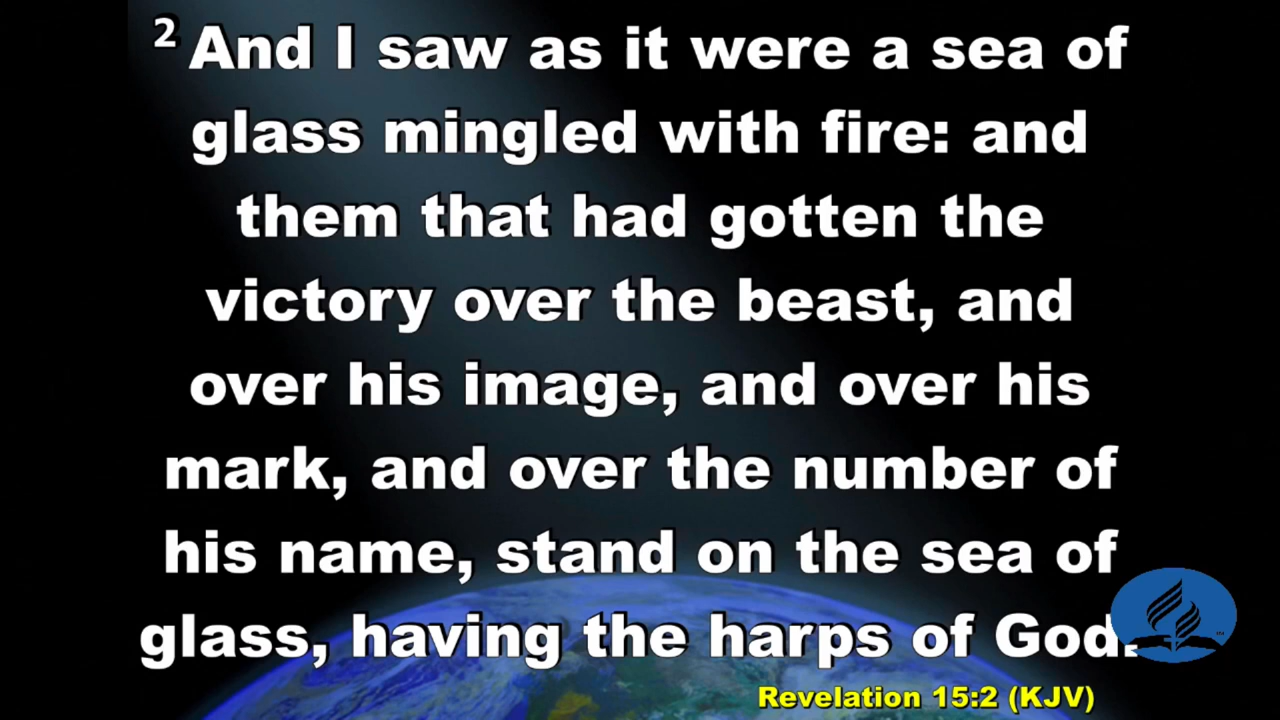 2 And I saw as it were a sea of
glass mingled with fire: and
them that had gotten the
victory over the beast, and
over his image, and over his
mark, and over the number of
his name, stand on the sea of
glass, having the harps of God.
Revelation 15:2 (KJV)